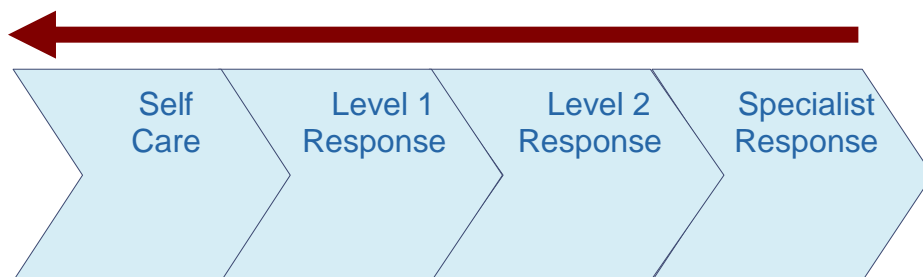 Self
Care
Level 1
Response
Level 2
Response
Specialist
Response